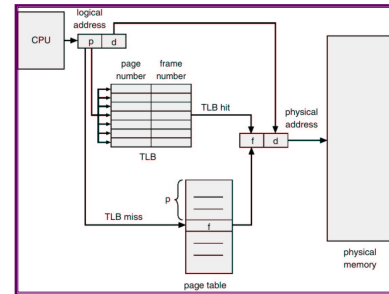 logical
address
CPU
p
d
page
number
frame
number
TLB hit
physical
address
f
d
TLB
p
TLB miss
f
physical
memory
page table